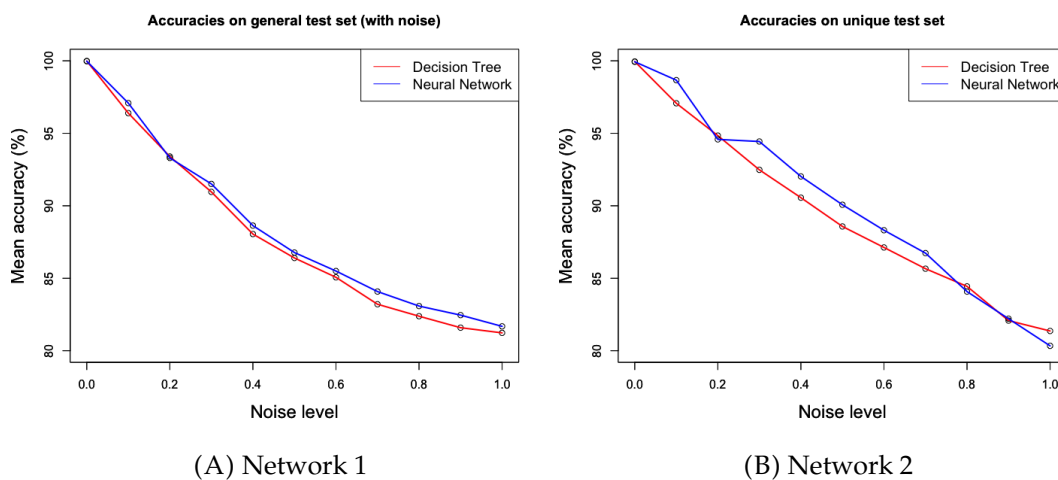 Accuracies on general test set (with noise)
Mean accuracy (%)
100
95
90
85
80
Decision Tree
Neural Network
0.0 0.2 0.4 0.6 0.8 1.0
Noise level
(A) Network 1
Accuracies on unique test set
Mean accuracy (%)
100
95
90
85
80
Decision Tree
Neural Network
0.0 0.2 0.4 0.6 0.8 1.0
Noise level
(B) Network 2